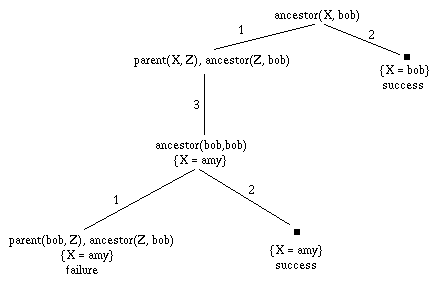 ancestor(X, bob)
1
2
parent(X, Z), ancestor(Z, bob)
{X = bob}
success
3
ancestor(bob,bob)
{X = amy}
1
2
parent(bob, Z), ancestor(Z, bob)
{X = amy}
failure
{X = amy}
success